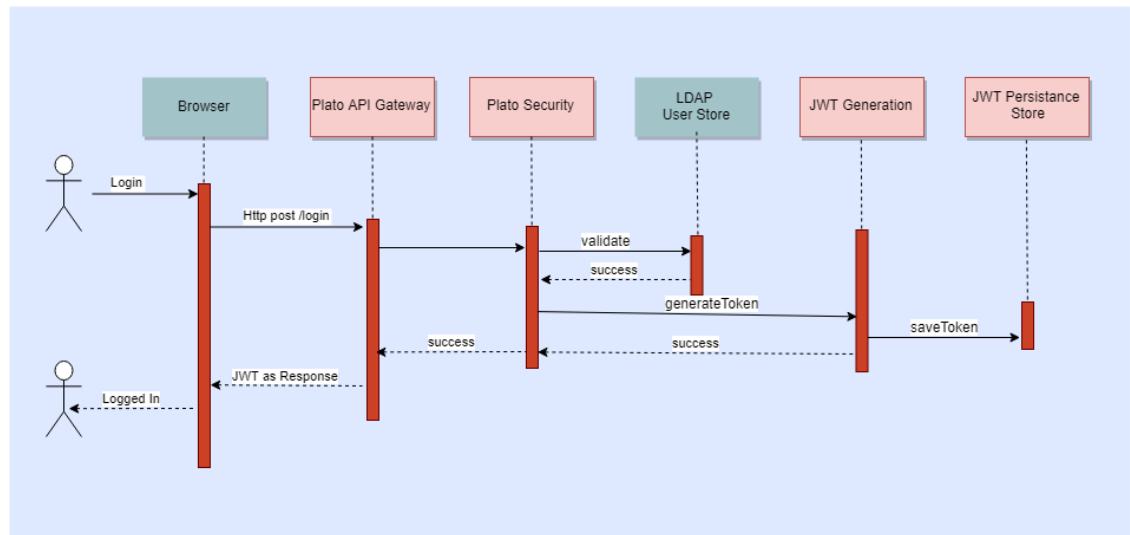 Browser
Plato API Gateway
Plato Security
LDAP
User Store
JWT Generation
JWT Persistance
Store
Login
Http post /login
validate
success
generateToken
saveToken
success
success
JWT as Response
Logged In